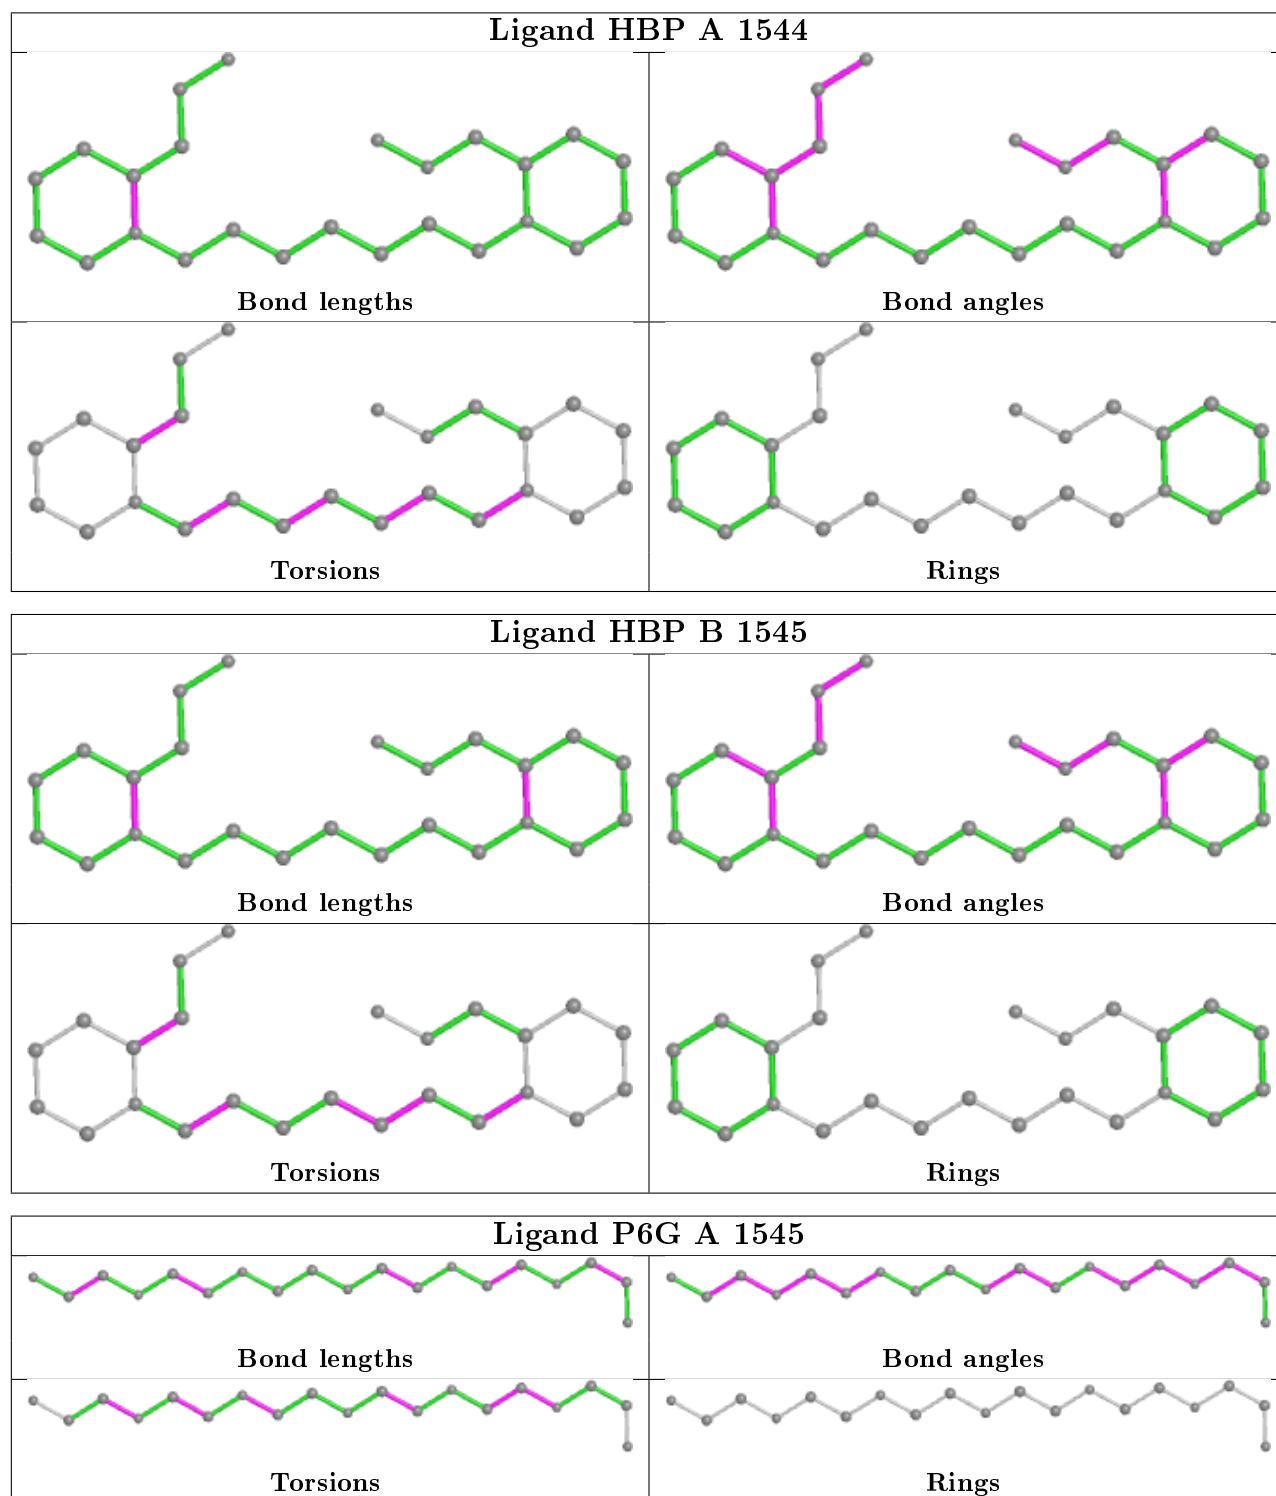 Ligand HBP A 1544
Bond lengths
Bond angles
Torsions
Rings
Ligand HBP B 1545
Bond lengths
Bond angles
Torsions
Rings
Ligand P6G A 1545
Bond lengths
Bond angles
Torsions
Rings